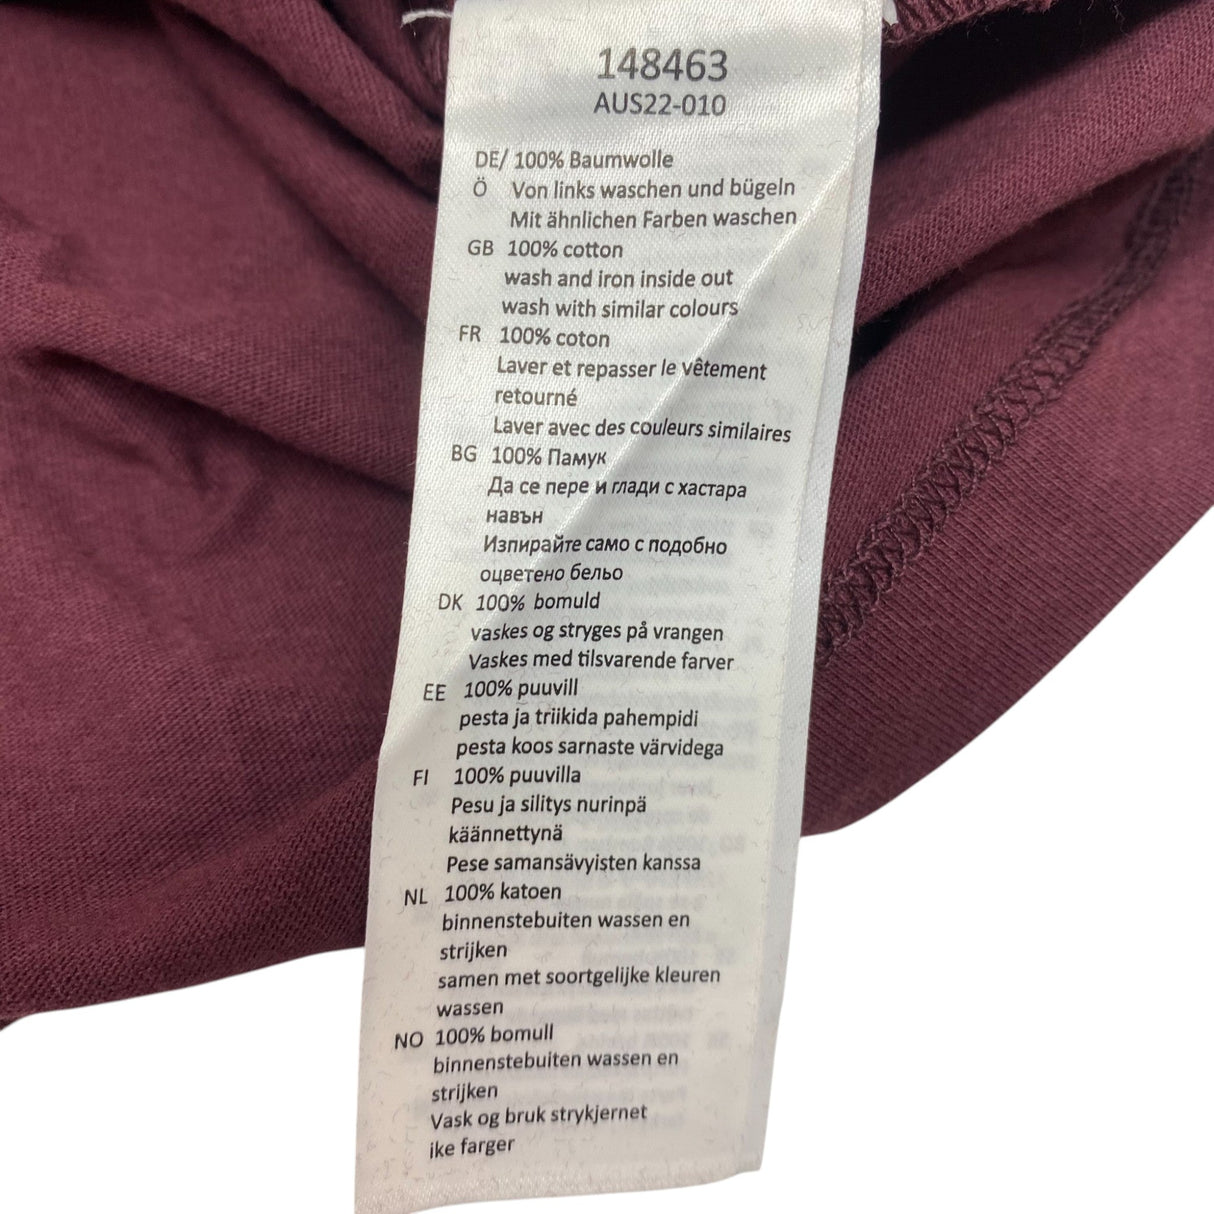 148463
AUS22-010
DE/ 100% Baumwolle
Ö Von links waschen und bügeln
Mit ähnlichen Farben waschen
GB 100% cotton
wash and iron inside out
wash with similar colours
FR 100% coton
Laver et repasser le vêtement
retourné
Laver avec des couleurs similaires
BG 100% Памук
Да се пере и глади с хастара
навън
Изпирайте само с подобно
оцветено бельо
DK 100% bomuld
vaskes og stryges på vrangen
Vaskes med tilsvarende farver
EE 100% puuvill
pesta ja triikida pahempidi
pesta koos sarnaste värvidega
FI 100% puuvilla
Pesu ja silitys nurinpä
käännettynä
Pese samansävyisten kanssa
NL 100% katoen
binnenstebuiten wassen en
strijken
samen met soortgelijke kleuren
wassen
NO 100% bomull
binnenstebuiten wassen en
strijken
Vask og bruk strykjernet
ike farger